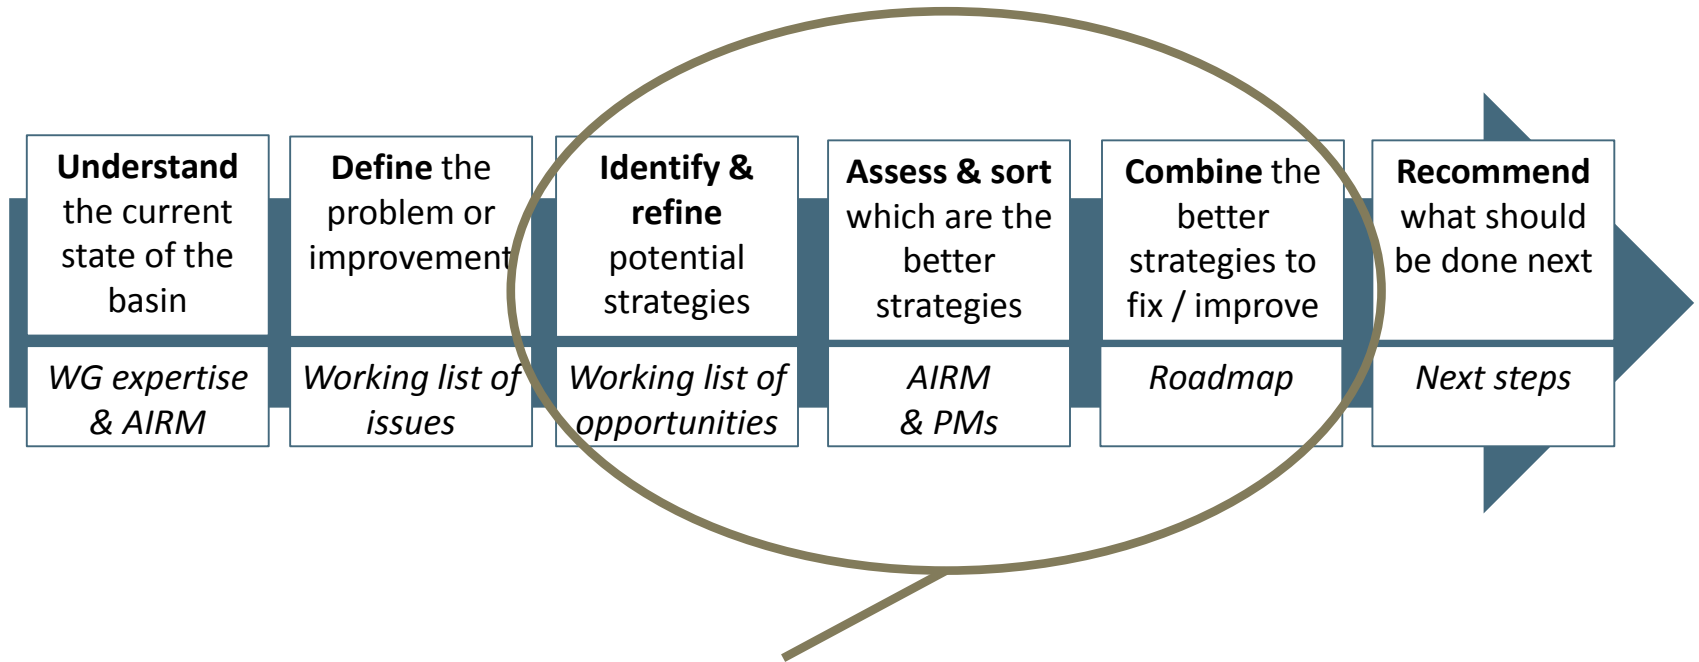 Understand
the current
state of the
basin
WG expertise
& AIRM
Define the
problem or
improvement
Working list of
issues
Identify &
refine
potential
strategies
Working list of
opportunities
Assess & sort
which are the
better
strategies
AIRM
& PMs
Combine the
better
strategies to
fix / improve
Roadmap
Recommend
what should
be done next
Next steps